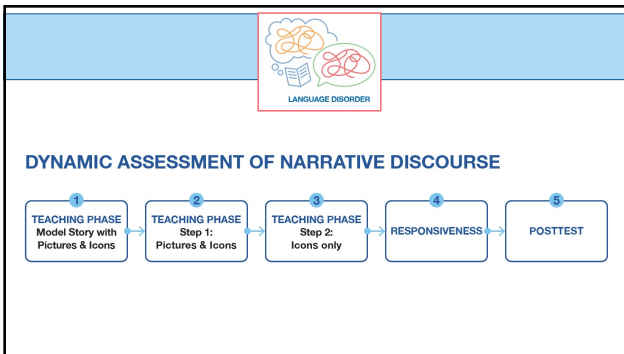 LANGUAGE DISORDER
DYNAMIC ASSESSMENT OF NARRATIVE DISCOURSE
1
TEACHING PHASE
Model Story with
Pictures & Icons
2
TEACHING PHASE
Step 1:
Pictures & Icons
3
TEACHING PHASE
Step 2:
Icons only
4
RESPONSIVENESS
5
POSTTEST